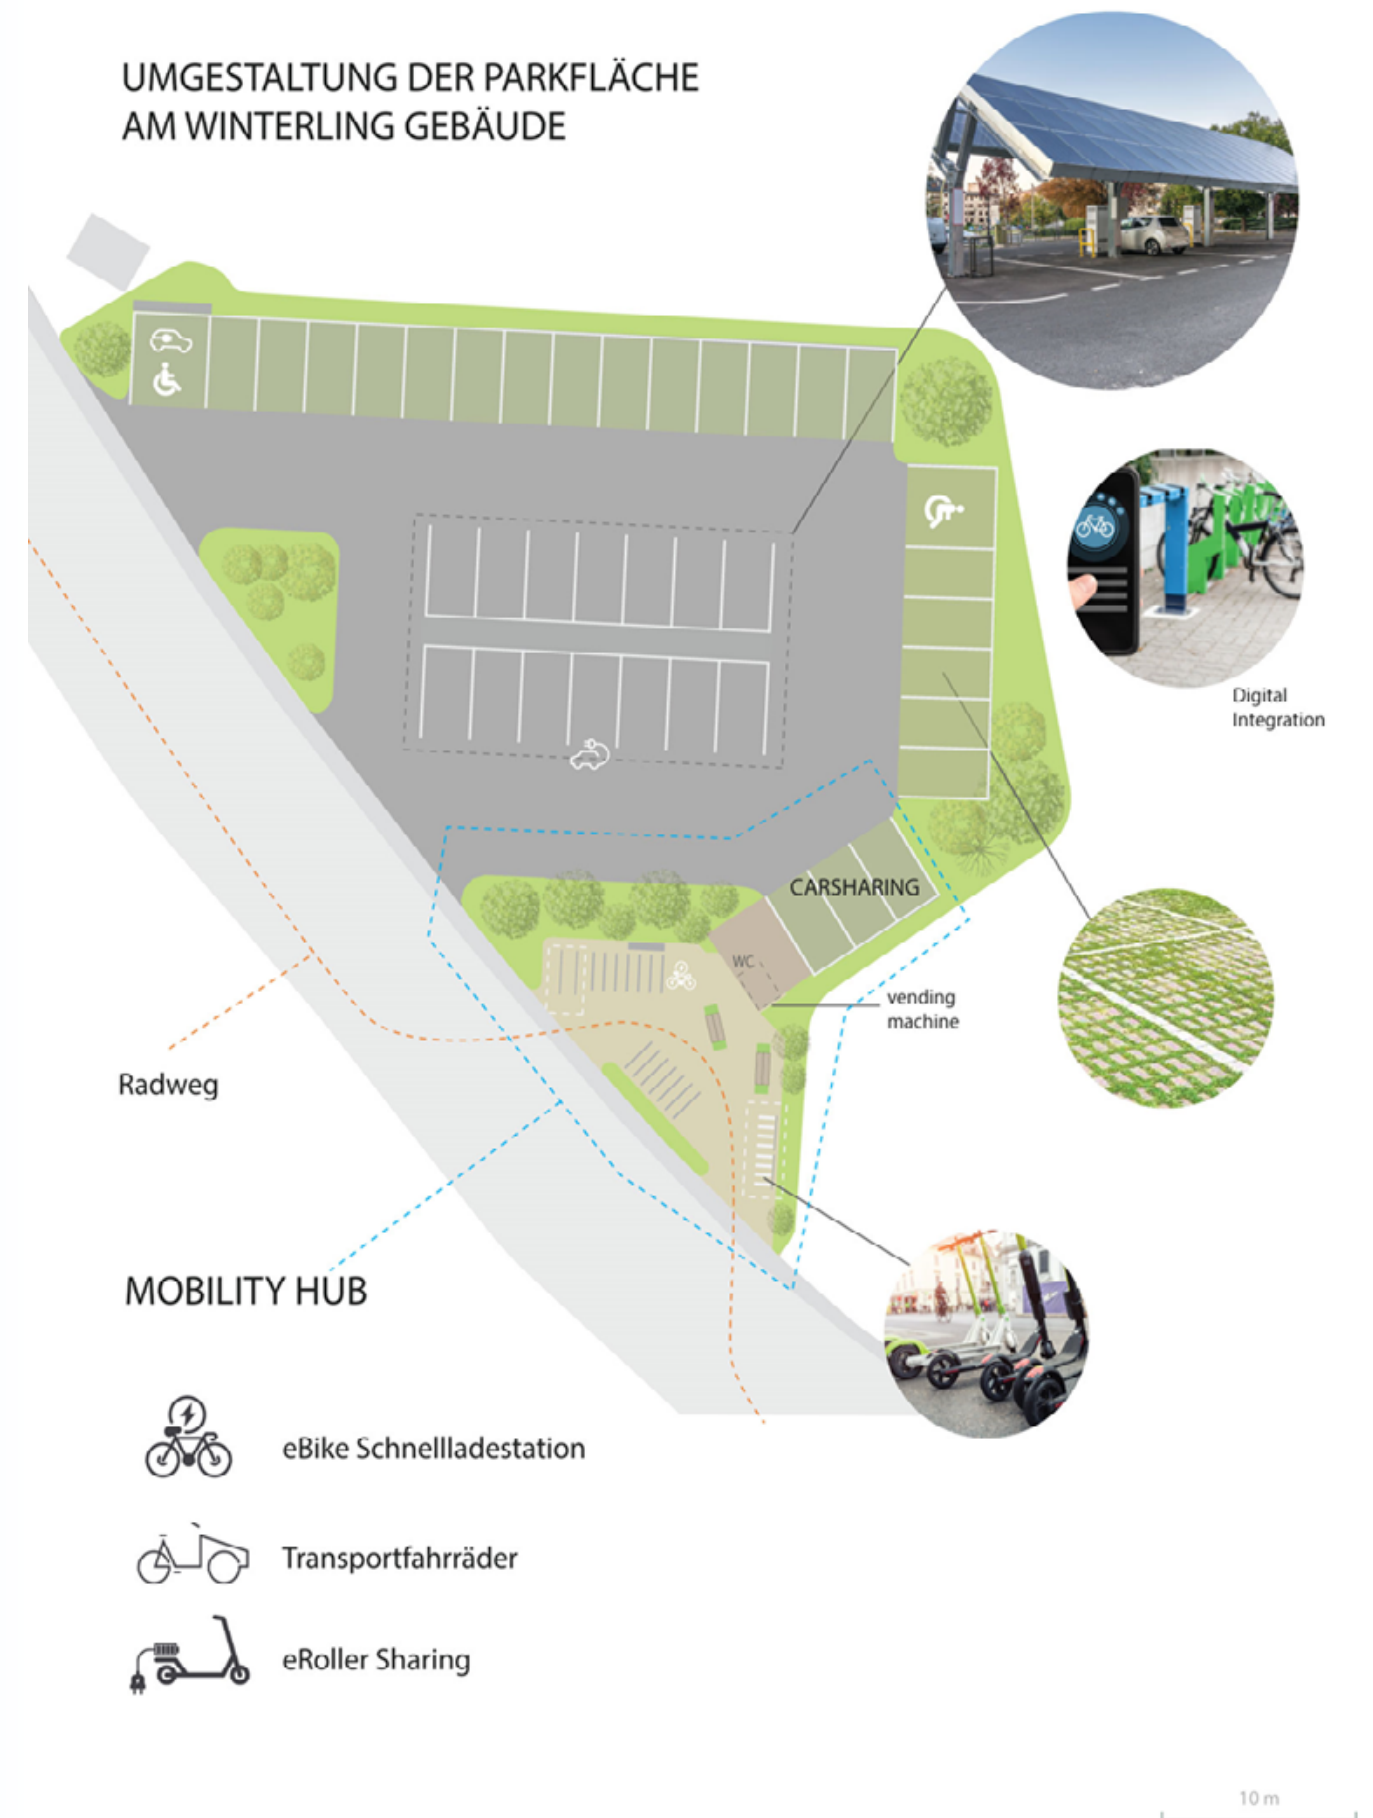 UMGESTALTUNG DER PARKFLÄCHE
AM WINTERLING GEBÄUDE
Digital
Integration
CARSHARING
WC
vending
machine
Radweg
MOBILITY HUB
eBike Schnellladestation
Transportfahrräder
eRoller Sharing
10 m